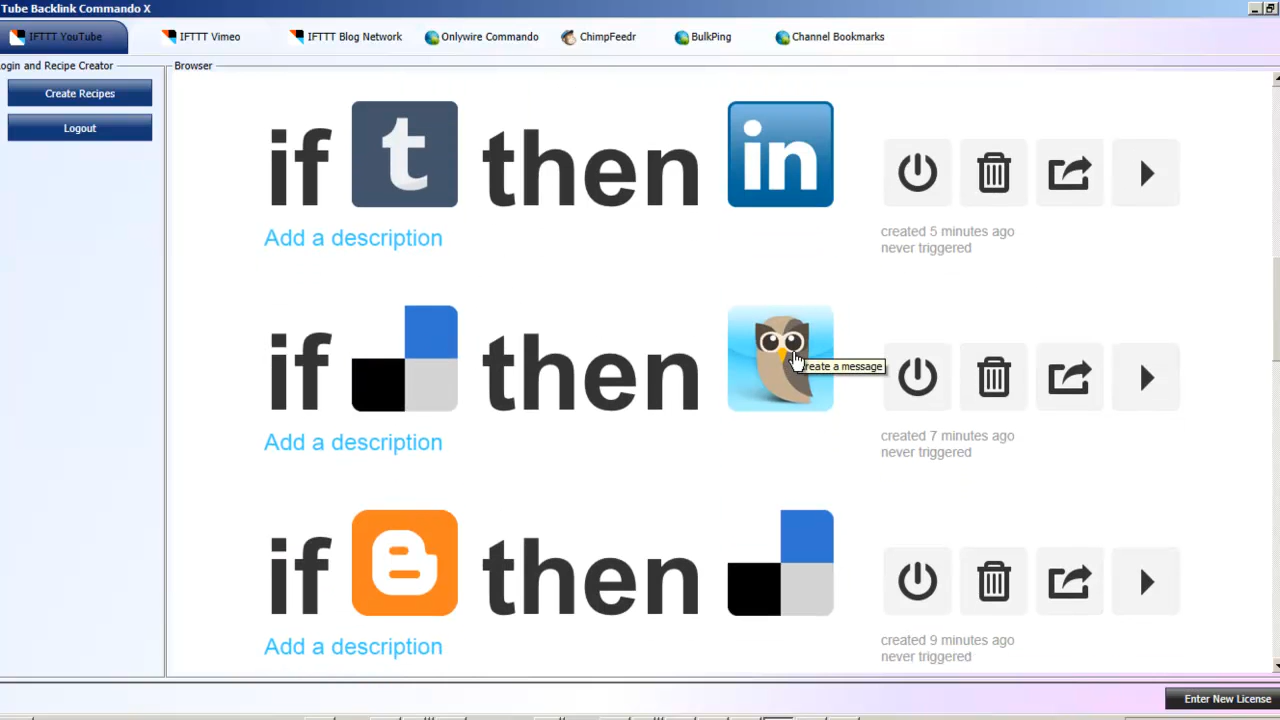 Tube Backlink Commando X
IFTTT YouTube
IFTTT Vimeo
IFTTT Blog Network
Onlywire Commando
ChimpFeedr
BulkPing
Channel Bookmarks
ogin and Recipe Creator
Browser
Create Recipes
Logout
if t then in
Add a description
created 5 minutes ago
never triggered
if then
reate a message
Add a description
created 7 minutes ago
never triggered
if B then
Add a description
created 9 minutes ago
never triggered
Enter New License